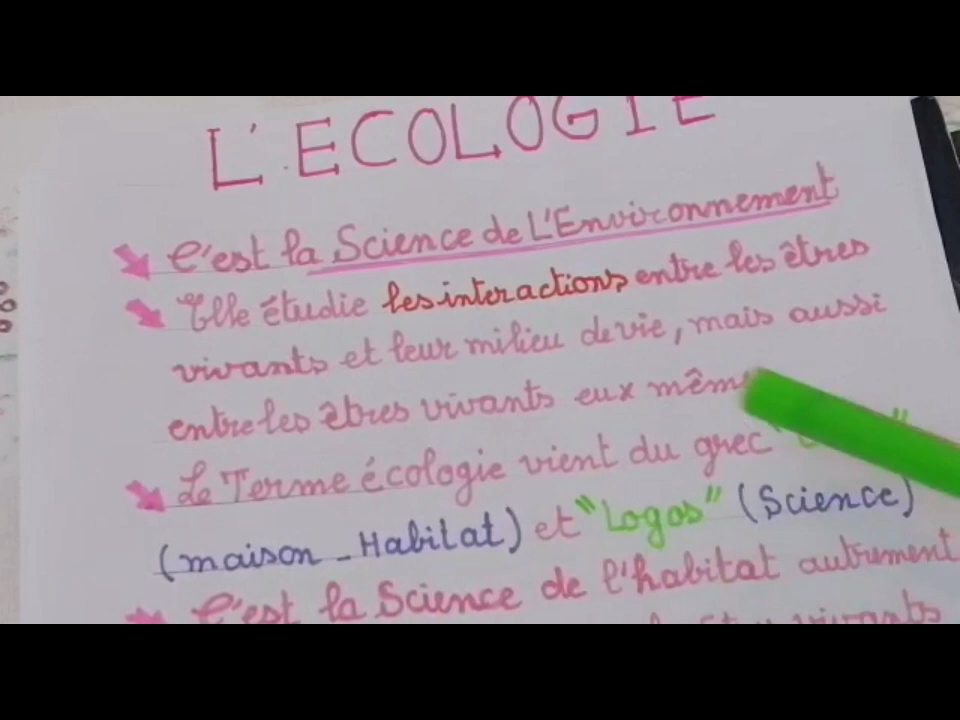 L'ECOLOGIE
C'est la Science de L'Environnement
Elle étudie les interactions entre les êtres
vivants et leur milieu de vie, mais aussi
entre les êtres vivants eux
Le Terme écologie vient du grec
(maison - Habitat) et "Logos" (Science)
C'est la Science de l'habitat autrement
vivants